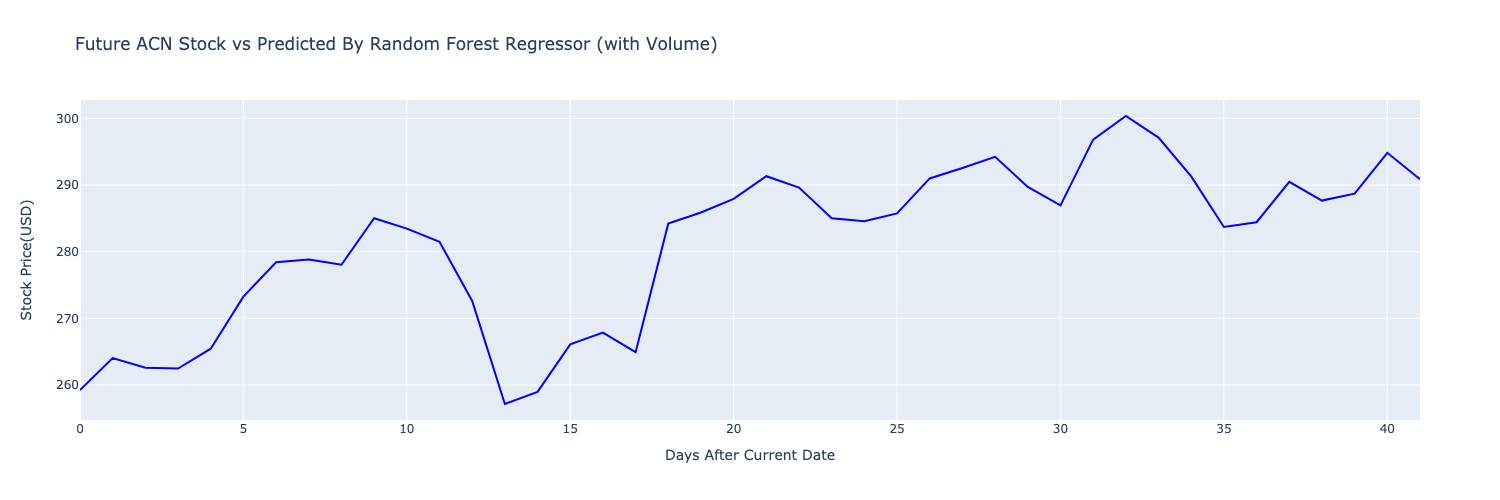 Future ACN Stock vs Predicted By Random Forest Regressor (with Volume)
300
290
280
270
260
Stock Price(USD)
0 5 10 15 20 25 30 35 40
Days After Current Date